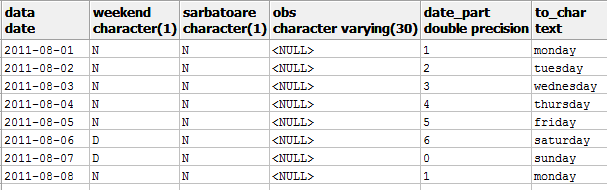 data weekend sarbatoare obs date_part to_char
date character(1) character(1) character varying(30) double precision text
2011-08-01 N N <NULL> 1 monday
2011-08-02 N N <NULL> 2 tuesday
2011-08-03 N N <NULL> 3 wednesday
2011-08-04 N N <NULL> 4 thursday
2011-08-05 N N <NULL> 5 friday
2011-08-06 D N <NULL> 6 saturday
2011-08-07 D N <NULL> 0 sunday
2011-08-08 N N <NULL> 1 monday